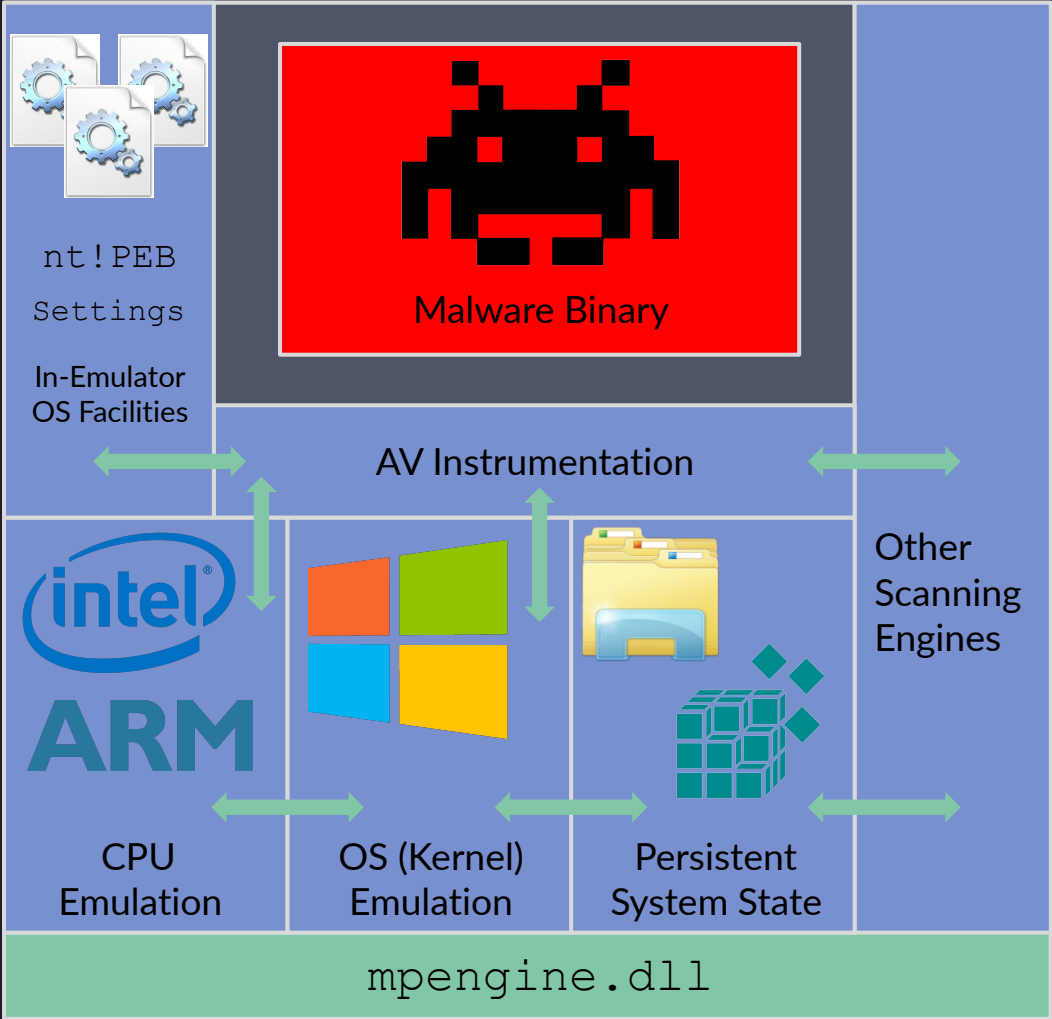 nt!PEB
Settings
In-Emulator
OS Facilities
Malware Binary
AV Instrumentation
intel®
ARM
CPU
Emulation
OS (Kernel)
Emulation
Persistent
System State
Other
Scanning
Engines
mpengine.dll